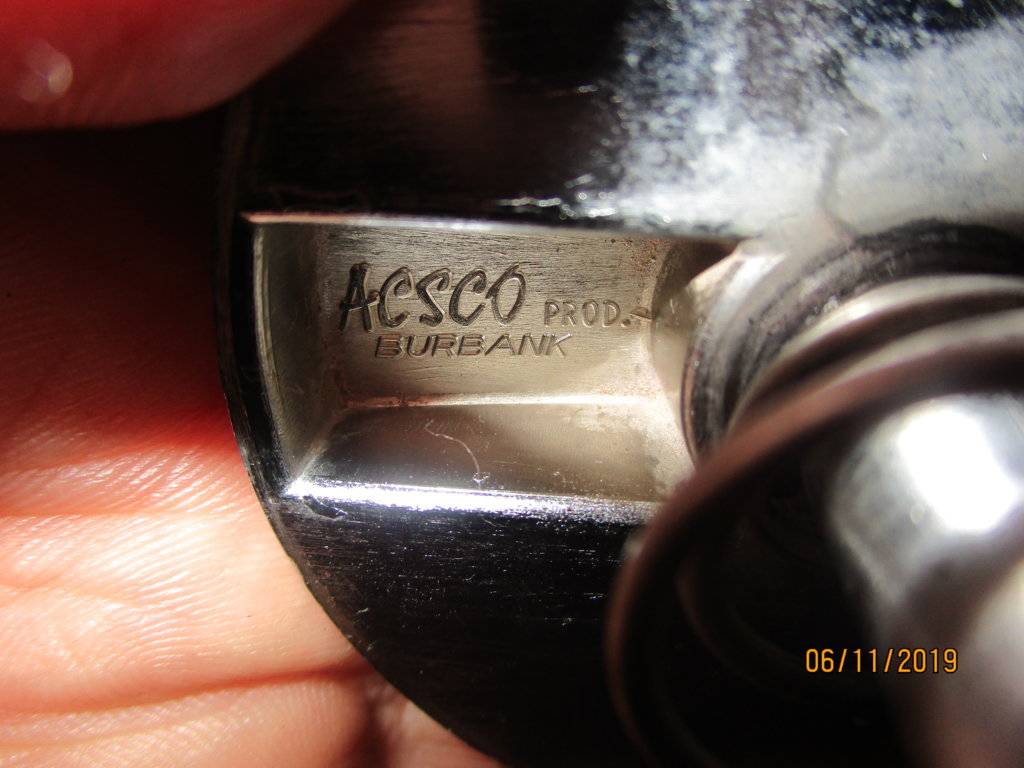 ACSCO PROD.
BURBANK
06/11/2019